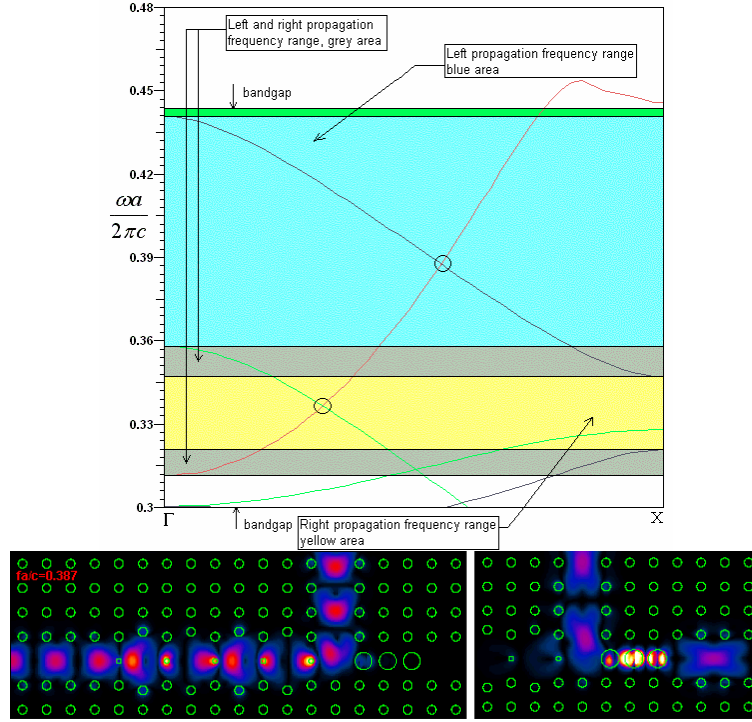 0.48
Left and right propagation
frequency range, grey area
Left propagation frequency range
blue area
0.45
bandgap
0.42
ωa
2πc
0.39
0.36
0.33
0.3
Γ
X
bandgap
Right propagation frequency range
yellow area
fa/c=0.387